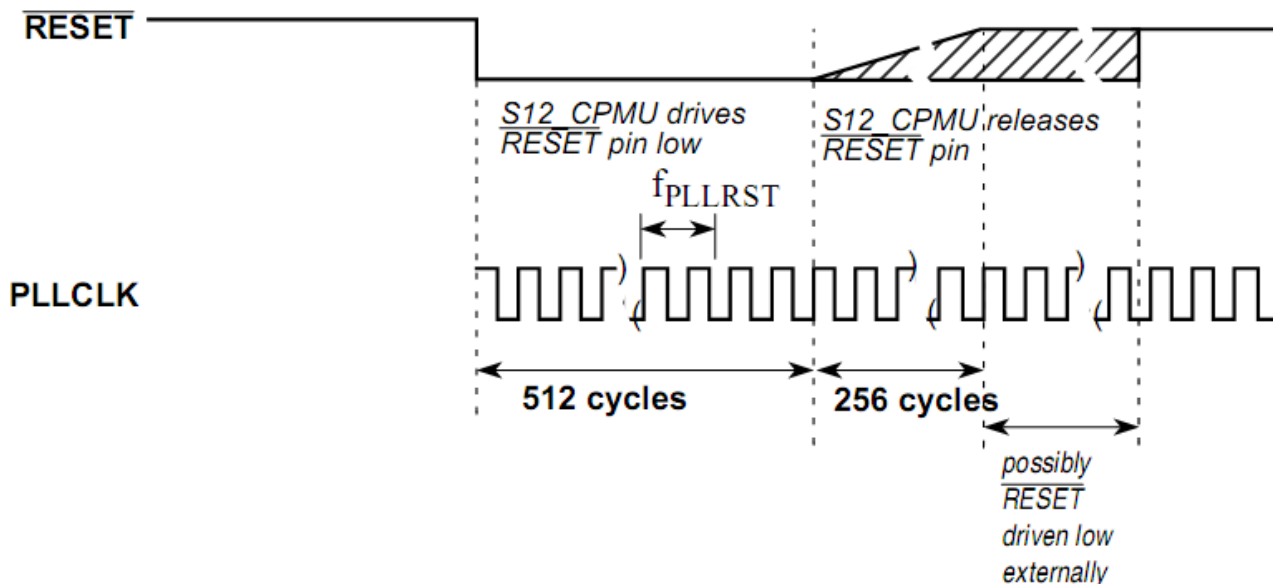 RESET
S12_CPMU drives
RESET pin low
S12_CPMU releases
RESET pin
fPLLRST
PLLCLK
512 cycles
256 cycles
possibly
RESET
driven low
externally